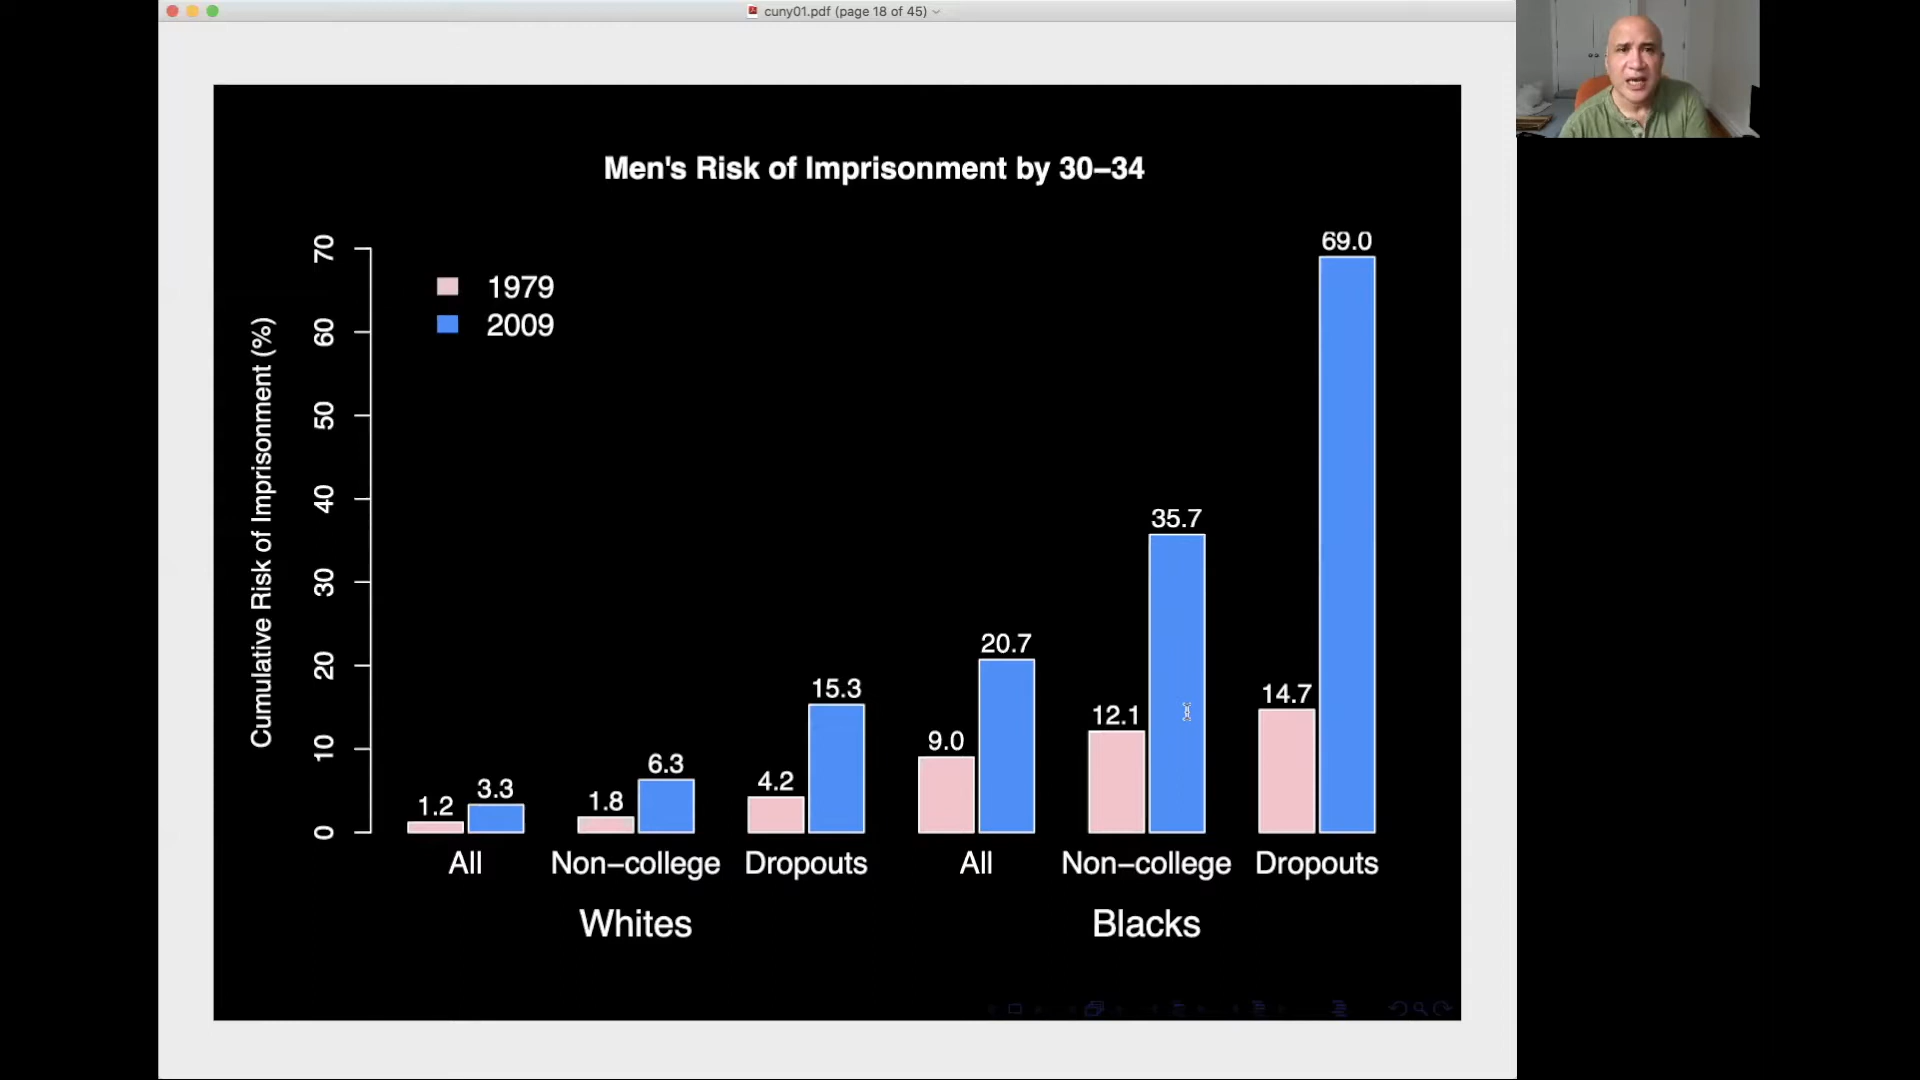 cuny01.pdf (page 18 of 45)
Men's Risk of Imprisonment by 30–34
Cumulative Risk of Imprisonment (%)
70
60
50
40
30
20
10
0
1979
2009
1.2
3.3
1.8
6.3
4.2
15.3
9.0
20.7
12.1
35.7
14.7
69.0
All
Non–college
Dropouts
All
Non–college
Dropouts
Whites
Blacks